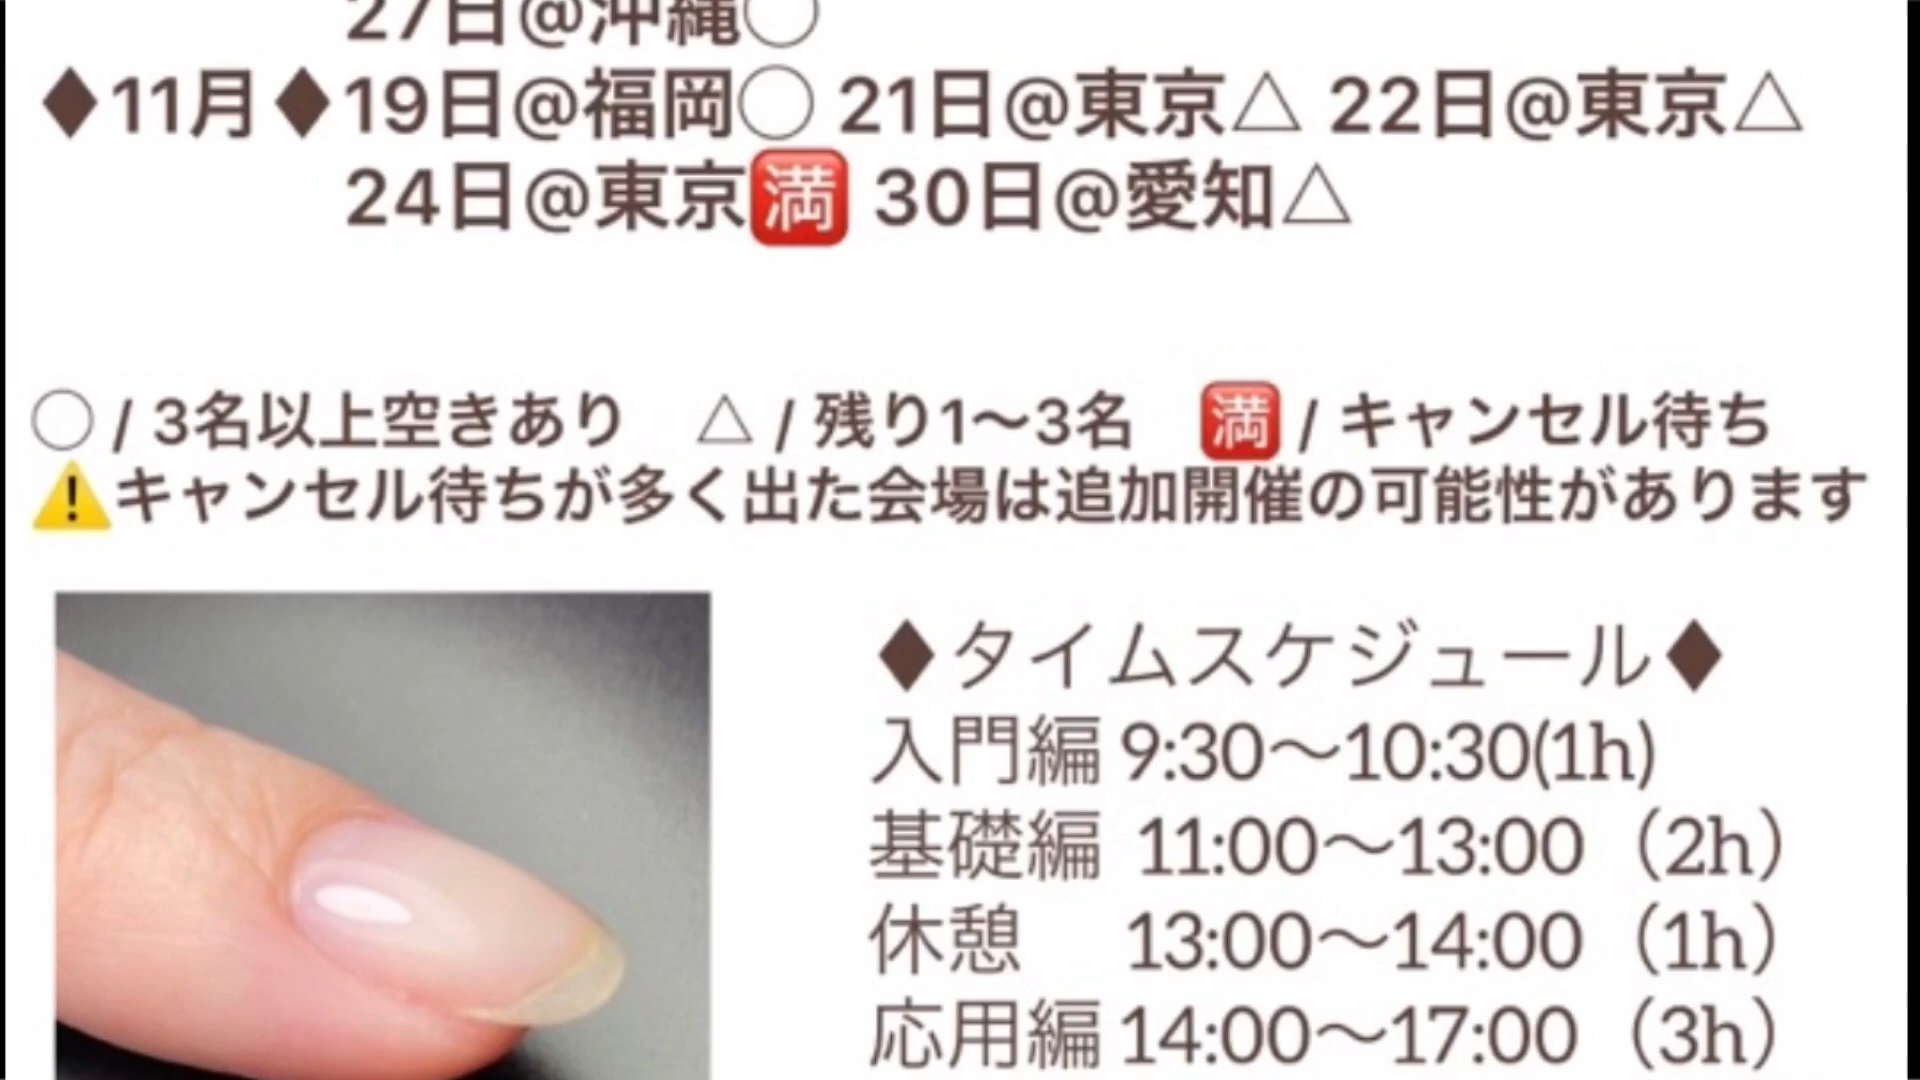 27日@沖縄◯
♦11月♦19日@福岡◯ 21日@東京△ 22日@東京△
24日@東京🈵 30日@愛知△
◯ / 3名以上空きあり　△ / 残り1〜3名　🈵 / キャンセル待ち
⚠️キャンセル待ちが多く出た会場は追加開催の可能性があります
♦タイムスケジュール♦
入門編 9:30〜10:30(1h)
基礎編 11:00〜13:00（2h）
休憩 13:00〜14:00（1h）
応用編 14:00〜17:00（3h）